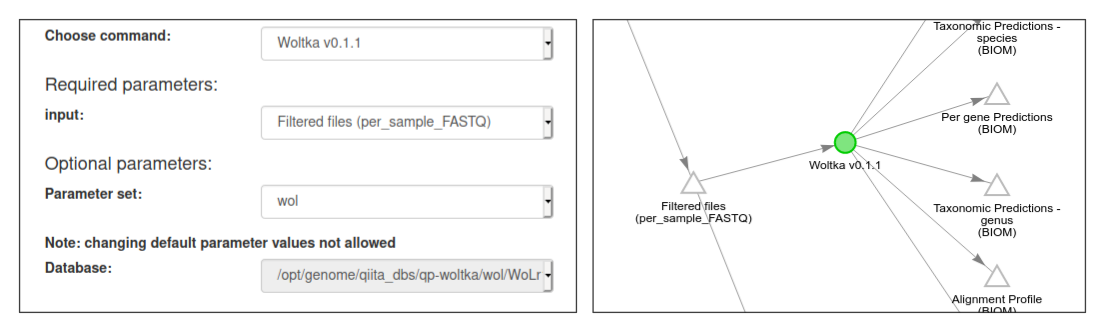 Choose command:
Woltka v0.1.1
Required parameters:
input:
Filtered files (per_sample_FASTQ)
Optional parameters:
Parameter set:
wol
Note: changing default parameter values not allowed
Database:
/opt/genome/qiita_dbs/qp-woltka/wol/WoLr
Taxonomic Predictions -
species
(BIOM)
Per gene Predictions
(BIOM)
Woltka v0.1.1
Filtered files
(per_sample_FASTQ)
Taxonomic Predictions -
genus
(BIOM)
Alignment Profile
(BIOM)